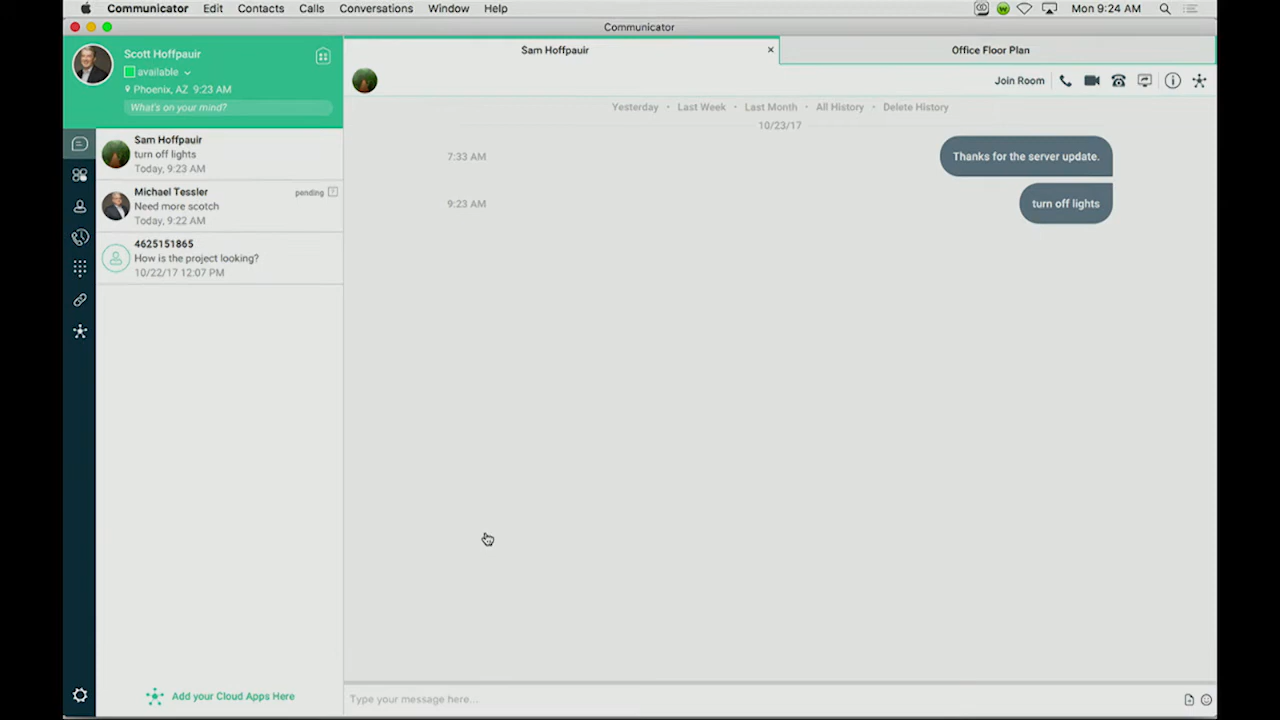 Communicator Edit Contacts Calls Conversations Window Help Mon 9:24 AM
Communicator
Scott Hoffpauir
available
Phoenix, AZ 9:23 AM
What's on your mind?
Sam Hoffpauir
turn off lights
Today, 9:23 AM
Michael Tessler pending
Need more scotch
Today, 9:22 AM
4625151865
How is the project looking?
10/22/17 12:07 PM
Add your Cloud Apps Here
Sam Hoffpauir × Office Floor Plan
Join Room
Yesterday • Last Week • Last Month • All History • Delete History
10/23/17
7:33 AM Thanks for the server update.
9:23 AM turn off lights
Type your message here...